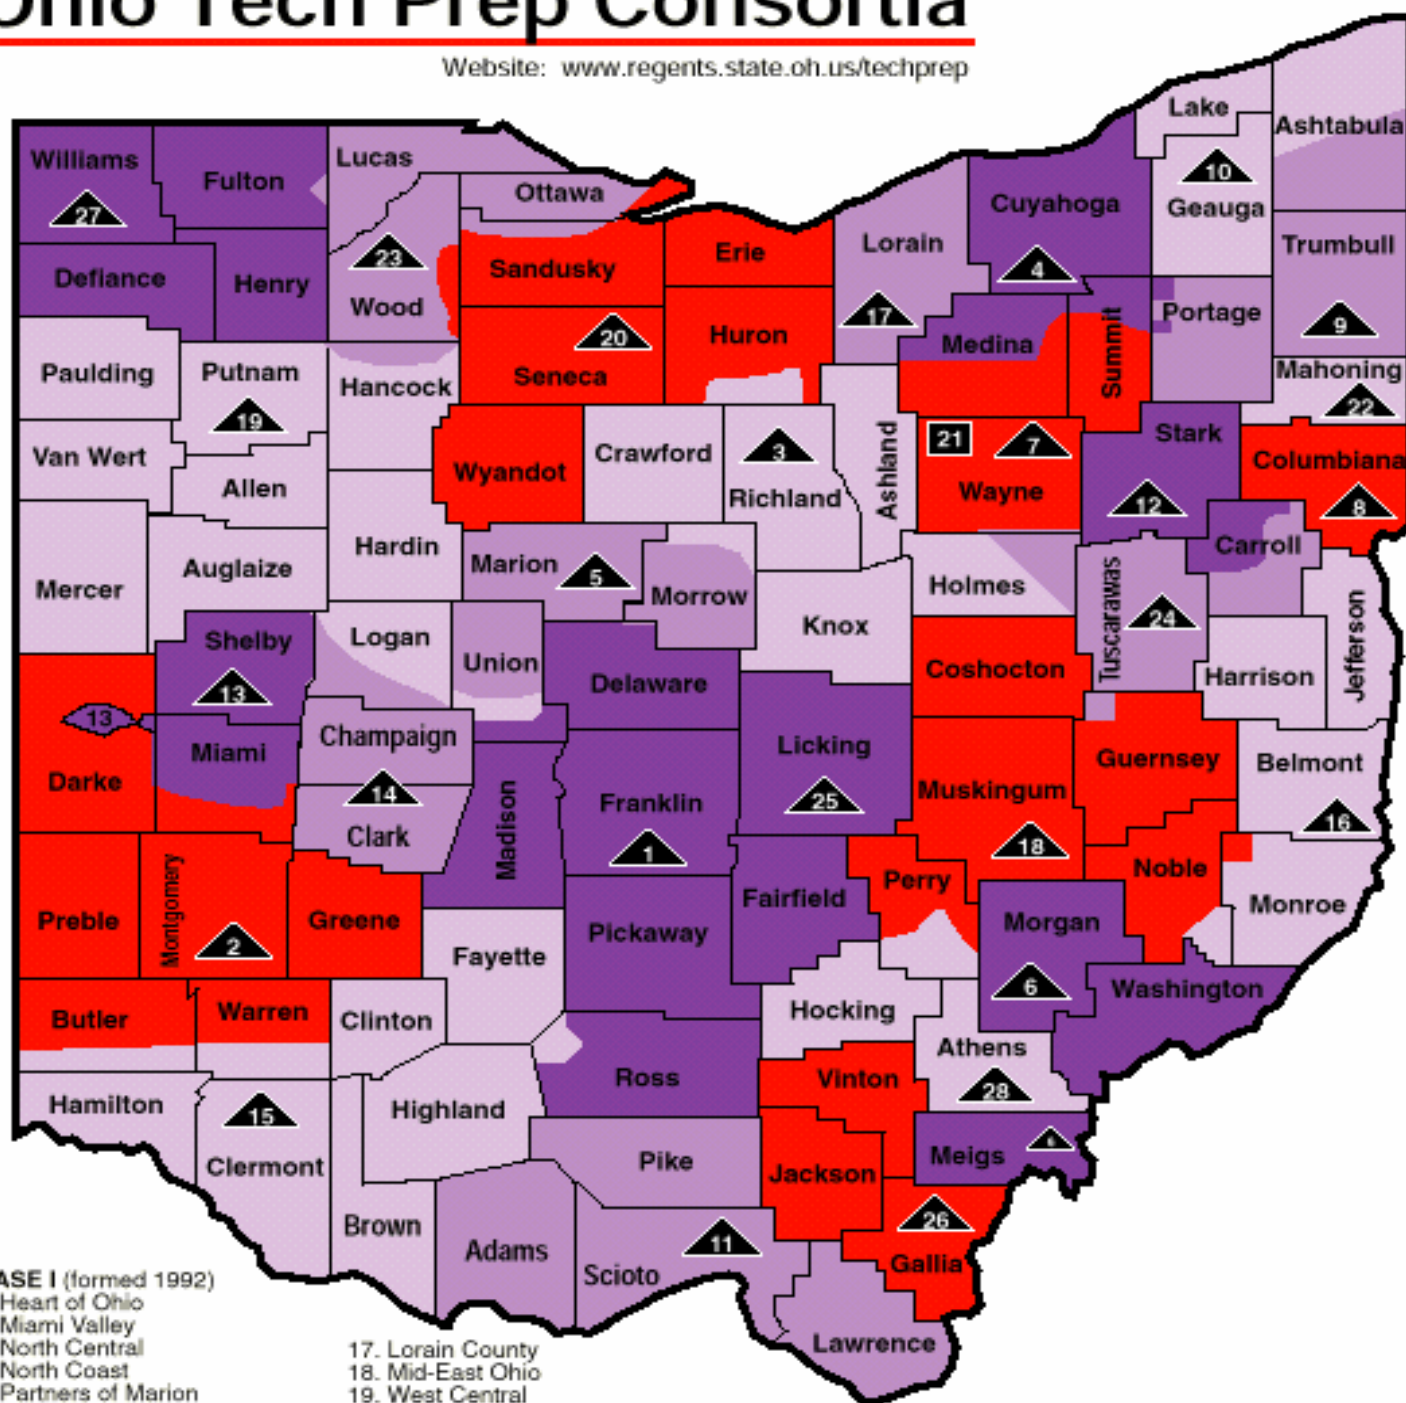 Ohio Tech Prep Consortia
Website: www.regents.state.oh.us/techprep
Lake
Ashtabula
Williams
Fulton
Lucas
Ottawa
10
Geauga
27
Cuyahoga
23
Sandusky
Erie
Lorain
Trumbull
Defiance
Henry
Wood
4
17
20
Huron
Medina
Summit
Portage
9
Paulding
Putnam
Hancock
Seneca
Mahoning
19
22
Van Wert
Allen
Wyandot
Crawford
3
Richland
Ashland
21
7
Wayne
Stark
Columbiana
12
8
Mercer
Auglaize
Hardin
Marion
5
Morrow
Carroll
Holmes
Tuscarawas
24
Jefferson
Shelby
Logan
Union
Knox
Coshocton
Harrison
13
Delaware
13
Champaign
Licking
Guernsey
Belmont
Miami
Darke
14
Madison
Franklin
25
Muskingum
16
Clark
1
18
Noble
Preble
Montgomery
Greene
Fairfield
Perry
Monroe
2
Fayette
Pickaway
Morgan
6
Washington
Butler
Warren
Clinton
Hocking
Athens
Hamilton
15
Highland
Ross
Vinton
28
Clermont
Pike
Jackson
Meigs
6
Brown
Adams
Scioto
11
26
Gallia
Lawrence
ASE I (formed 1992)
Heart of Ohio
Miami Valley
North Central
North Coast
Partners of Marion
17. Lorain County
18. Mid-East Ohio
19. West Central